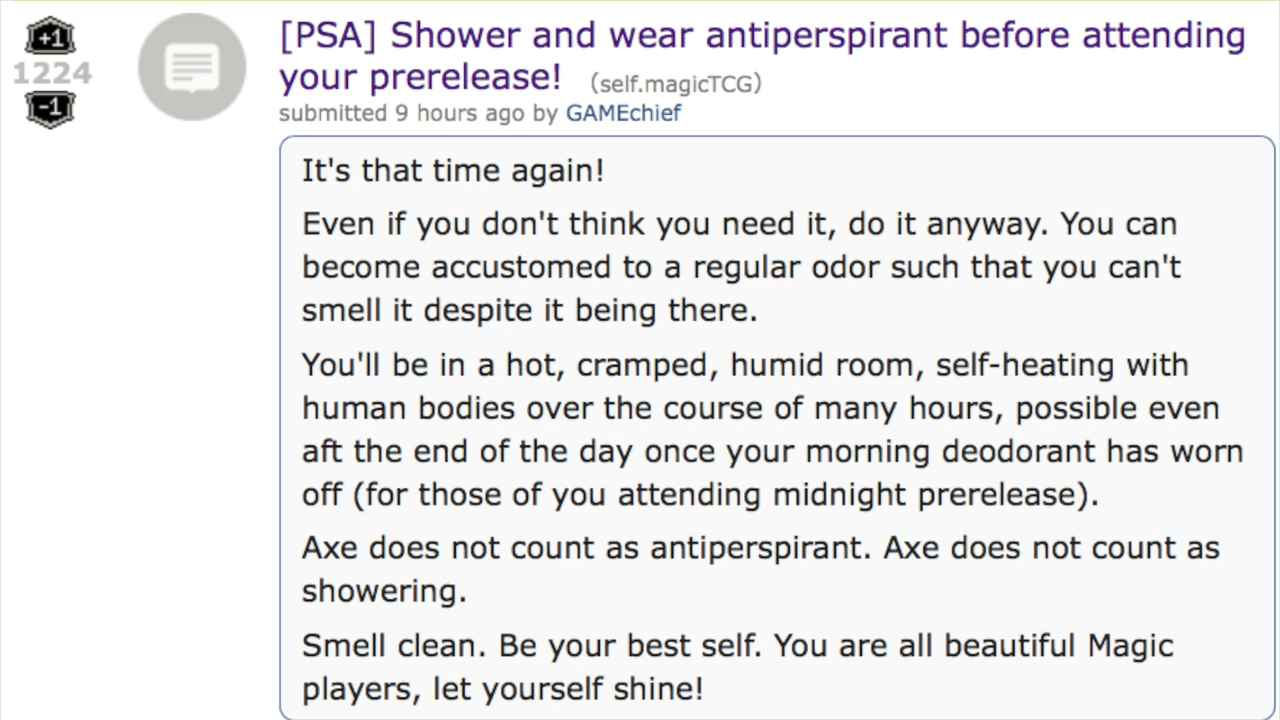 +1
1224
-1
[PSA] Shower and wear antiperspirant before attending
your prerelease! (self.magicTCG)
submitted 9 hours ago by GAMEchief
It's that time again!
Even if you don't think you need it, do it anyway. You can
become accustomed to a regular odor such that you can't
smell it despite it being there.
You'll be in a hot, cramped, humid room, self-heating with
human bodies over the course of many hours, possible even
aft the end of the day once your morning deodorant has worn
off (for those of you attending midnight prerelease).
Axe does not count as antiperspirant. Axe does not count as
showering.
Smell clean. Be your best self. You are all beautiful Magic
players, let yourself shine!